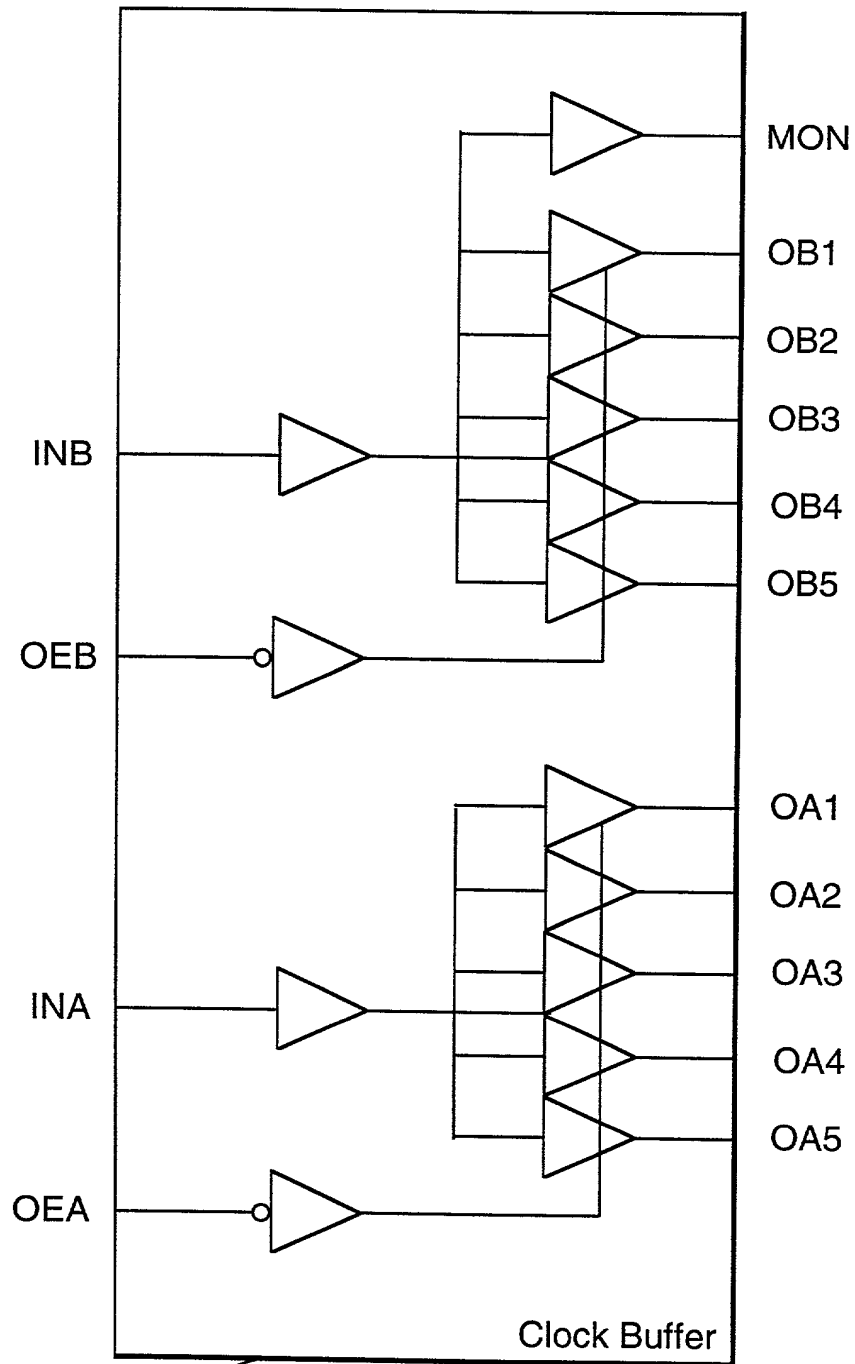 MON
OB1
OB2
OB3
INB
OB4
OB5
OEB
OA1
OA2
OA3
INA
OA4
OA5
OEA
Clock Buffer